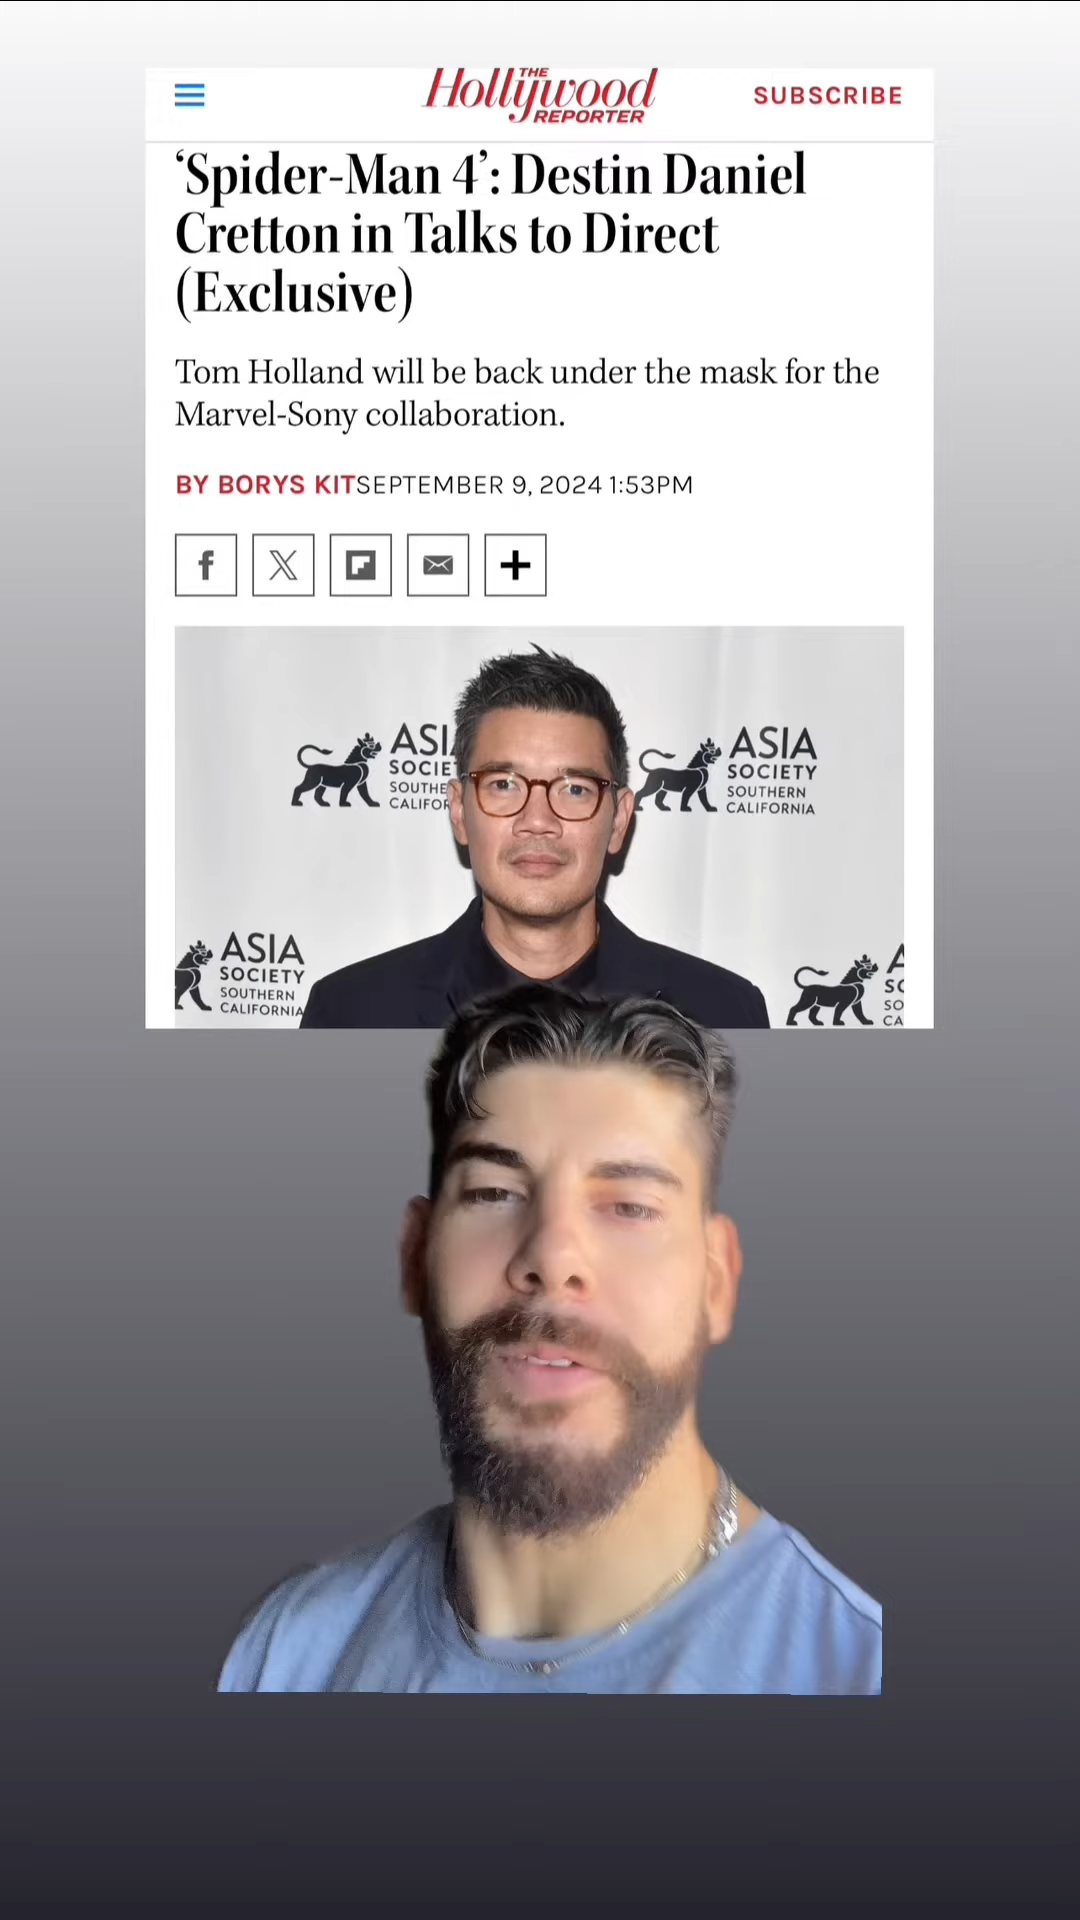 THE
Hollywood
REPORTER
SUBSCRIBE
‘Spider-Man 4’: Destin Daniel
Cretton in Talks to Direct
(Exclusive)
Tom Holland will be back under the mask for the
Marvel-Sony collaboration.
BY BORYS KIT SEPTEMBER 9, 2024 1:53PM
ASIA
SOCIETY
SOUTHERN
CALIFORNIA
ASIA
SOCIETY
SOUTHERN
CALIFORNIA